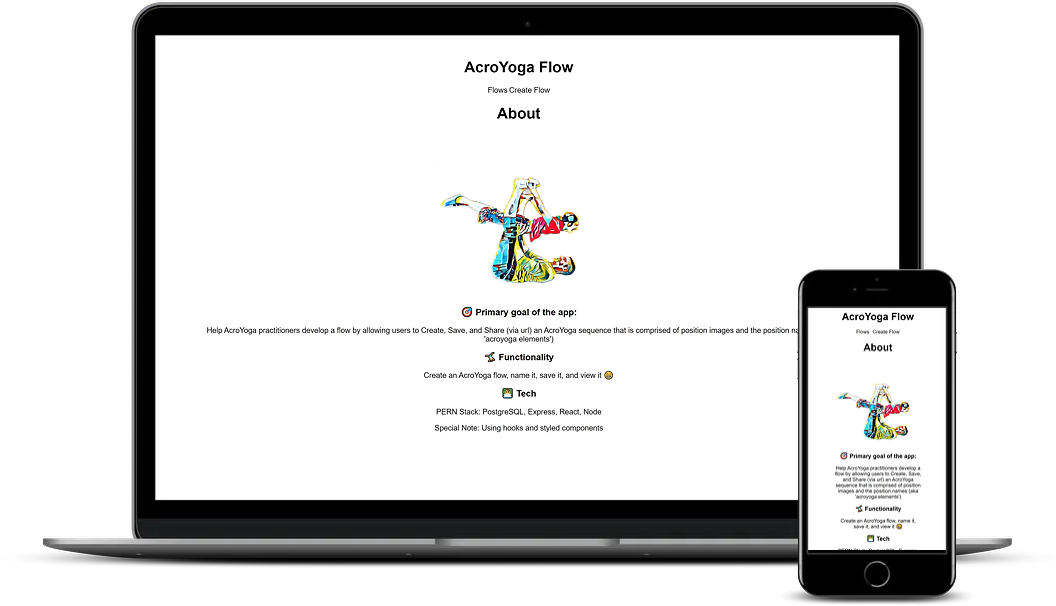 AcroYoga Flow
Flows Create Flow
About
🎯 Primary goal of the app:
Help AcroYoga practitioners develop a flow by allowing users to Create, Save, and Share (via url) an AcroYoga sequence that is comprised of position images and the position
'acroyoga elements')
Functionality
Create an AcroYoga flow, name it, save it, and view it
Tech
PERN Stack: PostgreSQL, Express, React, Node
Special Note: Using hooks and styled components
AcroYoga Flow
Flows Create Flow
About
🎯 Primary goal of the app:
Help AcroYoga practitioners develop a
flow by allowing users to Create, Save,
and Share (via url) an AcroYoga
sequence that is comprised of position
images and the position names (aka
'acroyoga elements')
Functionality
Create an AcroYoga flow, name it,
save it, and view it
Tech